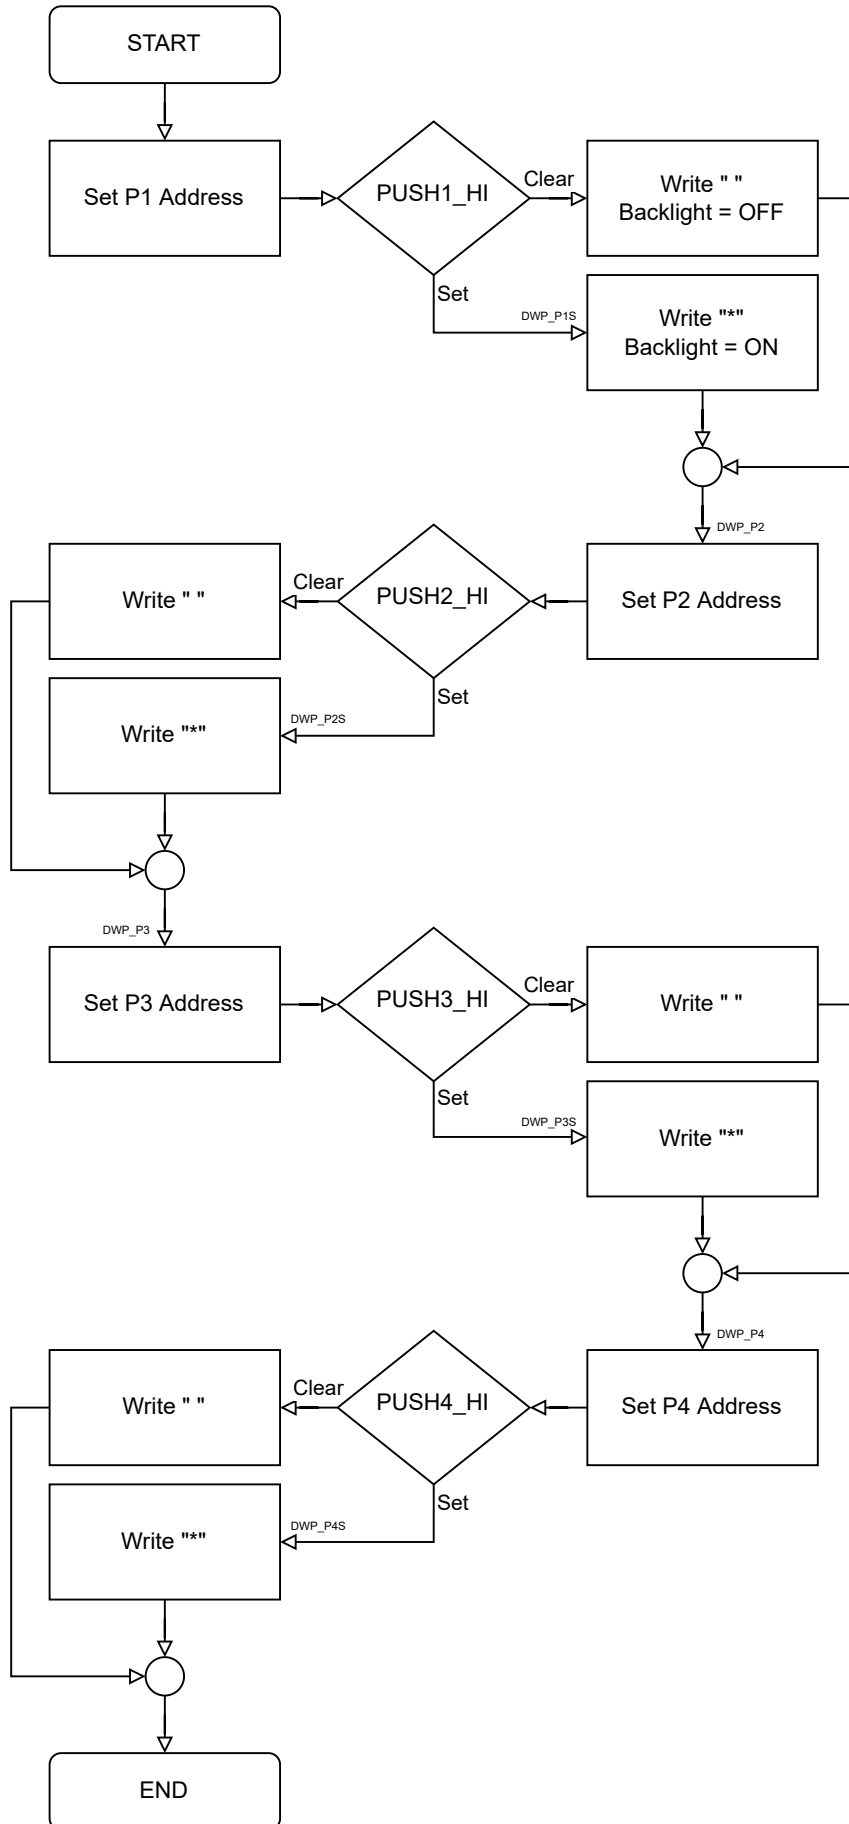 START
Set P1 Address
PUSH1_HI
Clear
Write " "
Backlight = OFF
Set
DWP_P1S
Write "*"
Backlight = ON
DWP_P2
Set P2 Address
PUSH2_HI
Clear
Write " "
Set
DWP_P2S
Write "*"
DWP_P3
Set P3 Address
PUSH3_HI
Clear
Write " "
Set
DWP_P3S
Write "*"
DWP_P4
Set P4 Address
PUSH4_HI
Clear
Write " "
Set
DWP_P4S
Write "*"
END